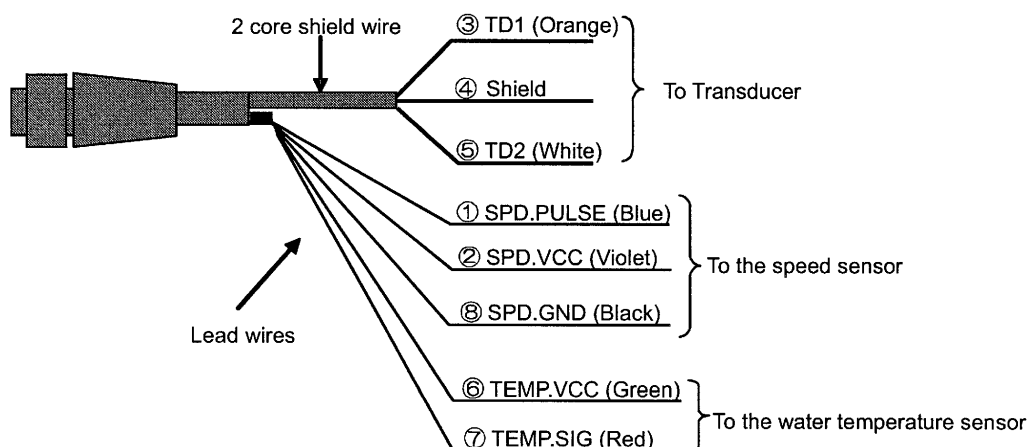 2 core shield wire
③ TD1 (Orange)
④ Shield
To Transducer
⑤ TD2 (White)
① SPD.PULSE (Blue)
② SPD.VCC (Violet)
To the speed sensor
⑧ SPD.GND (Black)
Lead wires
⑥ TEMP.VCC (Green)
To the water temperature sensor
⑦ TEMP.SIG (Red)